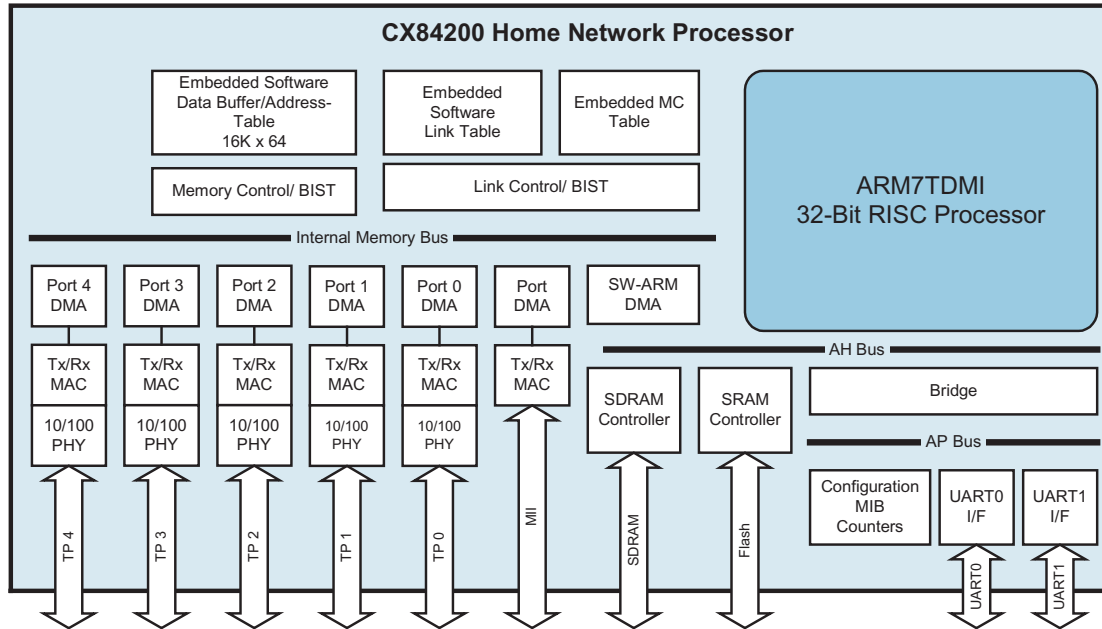 CX84200 Home Network Processor
Embedded Software
Data Buffer/Address-
Table
16K x 64
Embedded
Software
Link Table
Embedded MC
Table
ARM7TDMI
32-Bit RISC Processor
Memory Control/ BIST
Link Control/ BIST
Internal Memory Bus
Port 4
DMA
Port 3
DMA
Port 2
DMA
Port 1
DMA
Port 0
DMA
Port
DMA
SW-ARM
DMA
Tx/Rx
MAC
Tx/Rx
MAC
Tx/Rx
MAC
Tx/Rx
MAC
Tx/Rx
MAC
Tx/Rx
MAC
AH Bus
SDRAM
Controller
SRAM
Controller
Bridge
10/100
PHY
10/100
PHY
10/100
PHY
10/100
PHY
10/100
PHY
AP Bus
Configuration
MIB
Counters
UART0
I/F
UART1
I/F
TP 4
TP 3
TP 2
TP 1
TP 0
MII
SDRAM
Flash
UART0
UART1